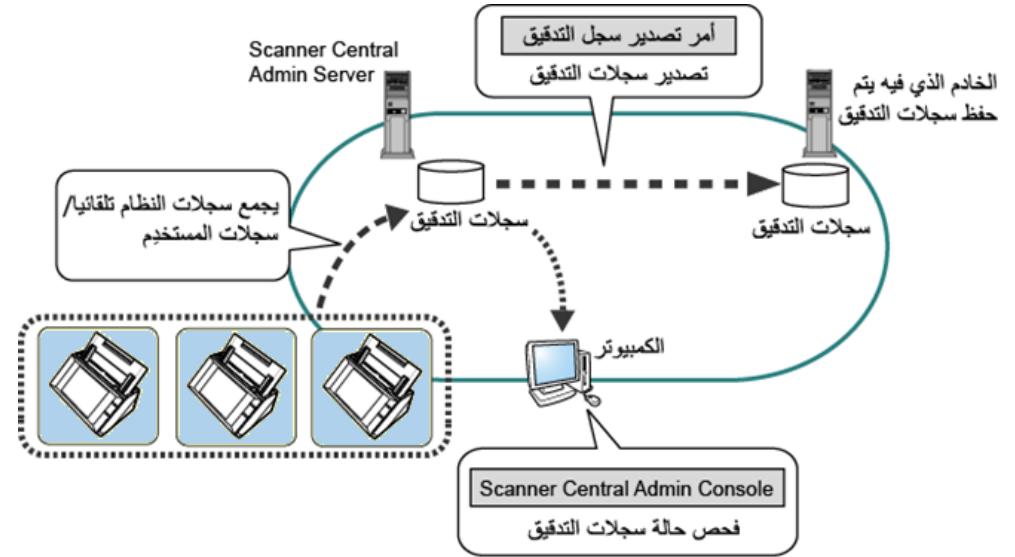 Scanner Central
Admin Server
أمر تصدير سجل التدقيق
تصدير سجلات التدقيق
الخادم الذي فيه يتم
حفظ سجلات التدقيق
يجمع سجلات النظام تلقائيا/
سجلات المستخدِم
سجلات التدقيق
سجلات التدقيق
الكمبيوتر
Scanner Central Admin Console
فحص حالة سجلات التدقيق